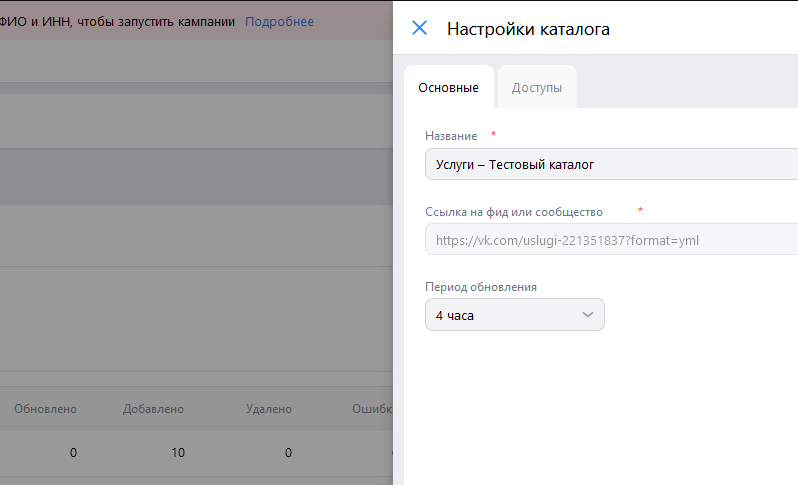 ФИО и ИНН, чтобы запустить кампании Подробнее
Настройки каталога
Основные Доступы
Название *
Услуги – Тестовый каталог
Ссылка на фид или сообщество *
https://vk.com/uslugi-221351837?format=yml
Период обновления
4 часа
Обновлено Добавлено Удалено
0 10 0